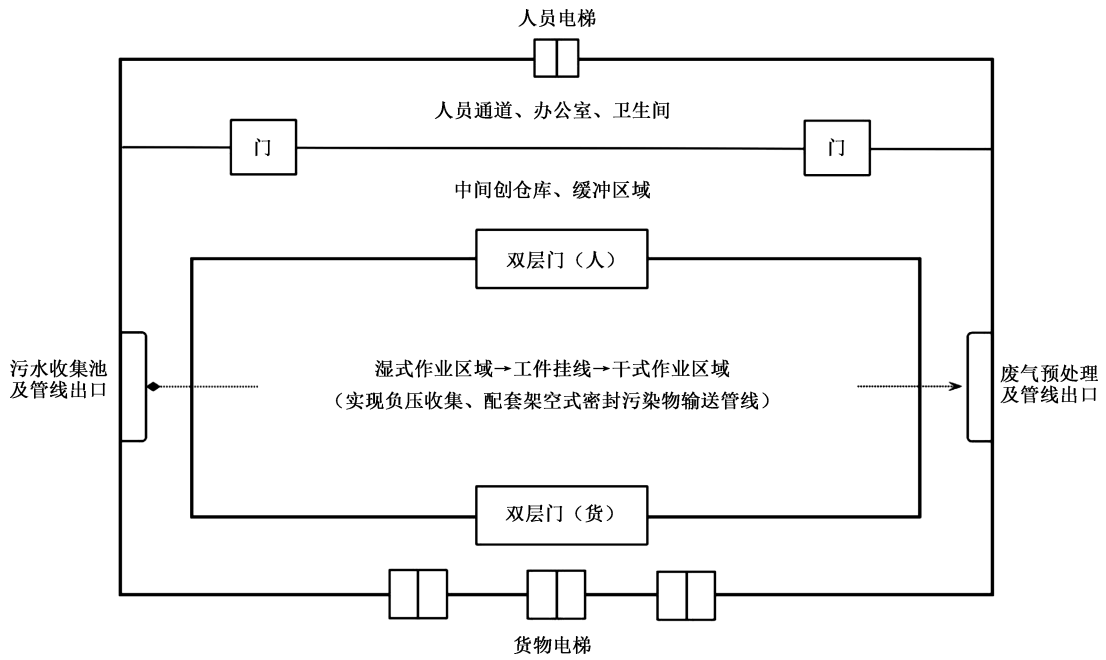 人员电梯
人员通道、办公室、卫生间
门
门
中间创仓库、缓冲区域
双层门（人）
污水收集池
及管线出口
湿式作业区域→工件挂线→干式作业区域
（实现负压收集、配套架空式密封污染物输送管线）
废气预处理
及管线出口
双层门（货）
货物电梯